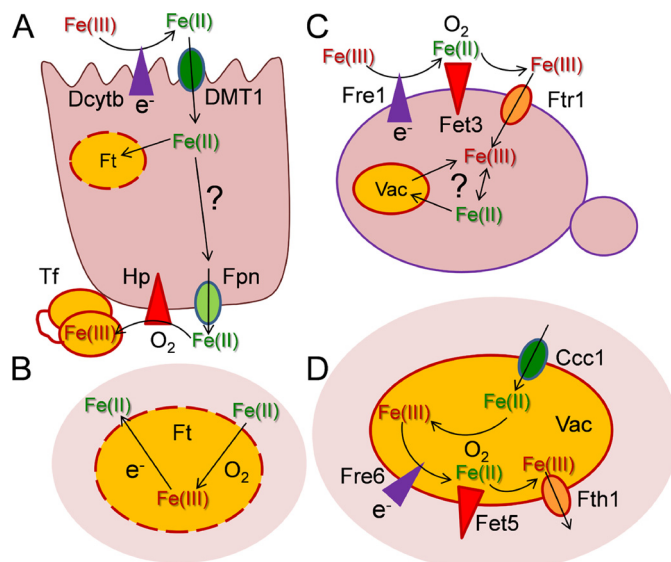 A
Fe(III)
Fe(II)
Dcytb
e-
DMT1
Fe(II)
Ft
?
Tf
Hp
Fpn
Fe(III)
O2
Fe(II)
B
Fe(II)
Fe(II)
Ft
e-
O2
Fe(III)
C
O2
Fe(III)
Fe(II)
Fe(III)
Fre1
e-
Fet3
Ftr1
Fe(III)
Vac
?
Fe(II)
D
Ccc1
Fe(II)
Fe(III)
Vac
O2
Fre6
Fe(II)
Fe(III)
e-
Fet5
Fth1